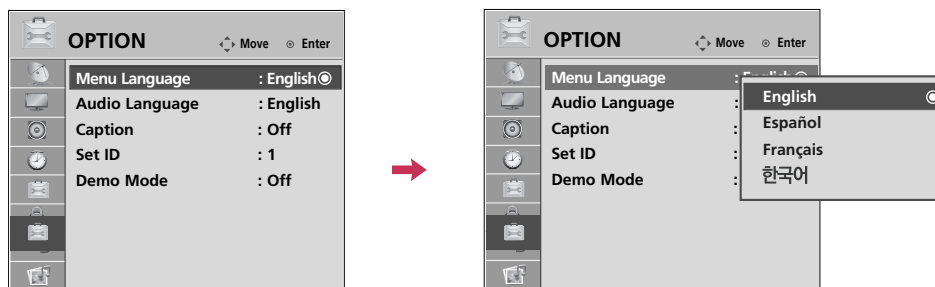 OPTION Move Enter
Menu Language : English
Audio Language : English
Caption : Off
Set ID : 1
Demo Mode : Off
OPTION Move Enter
Menu Language :
Audio Language :
Caption :
Set ID :
Demo Mode :
English
Español
Français
한국어